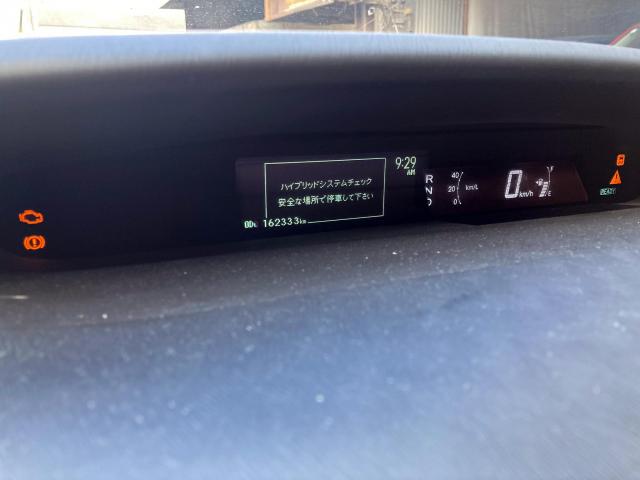 9:29
AM
ハイブリッドシステムチェック
安全な場所で停車して下さい
ODO 162333km
R
N
D
40
20
0
km/L
0 km/h
F
E
READY